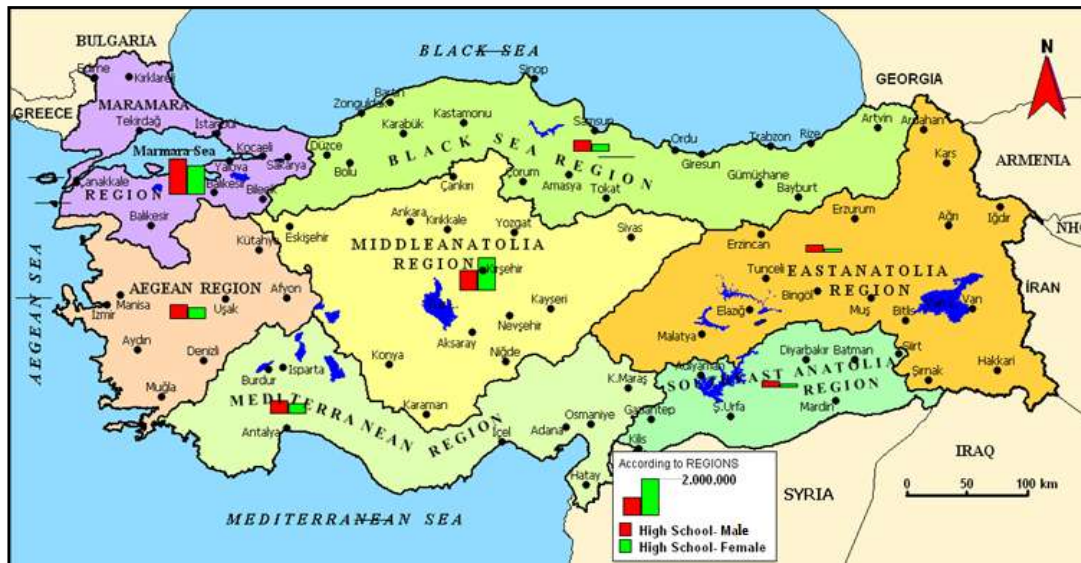 BULGARIA
BLACK SEA
N
GEORGIA
Edirne
Kırklareli
Sinop
GREECE
MARAMARA
Bartın
Zonguldak
Kastamonu
Tekirdağ
İstanbul
Karabük
Samsun
Ordu
Trabzon
Rize
Artvin
Ardahan
Marmara Sea
Kocaeli
Düzce
Giresun
Kars
ARMENIA
Yalova
Sakarya
Bolu
BLACK SEA REGION
Çanakkale
REGION
Balıkesir
Bilecik
Çankırı
Çorum
Amasya
Tokat
Gümüşhane
Bayburt
Balıkesir
Ankara
Kırıkkale
Yozgat
Sivas
Erzurum
Ağrı
Iğdır
Kütahya
Eskişehir
MIDDLEANATOLIA
REGION
Erzincan
NHC
Kırşehir
Tunceli
EASTANATOLIA
REGION
AEGEAN SEA
AEGEAN REGION
Manisa
İzmir
Uşak
Afyon
Kayseri
Nevşehir
Bingöl
Elazığ
Muş
Bitlis
Van
İRAN
Aydın
Denizli
Aksaray
Malatya
Konya
Niğde
Diyarbakır
Batman
Siirt
Burdur
Isparta
Adıyaman
SOUTHEAST ANATOLIA
REGION
Şırnak
Hakkari
Muğla
K.Maraş
MEDITERRANEAN REGION
Karaman
Osmaniye
Gaziantep
Ş.Urfa
Mardin
Antalya
İçel
Adana
Kilis
IRAQ
Hatay
According to REGIONS
2,000,000
High School- Male
High School- Female
SYRIA
0 50 100 km
MEDITERRANEAN SEA